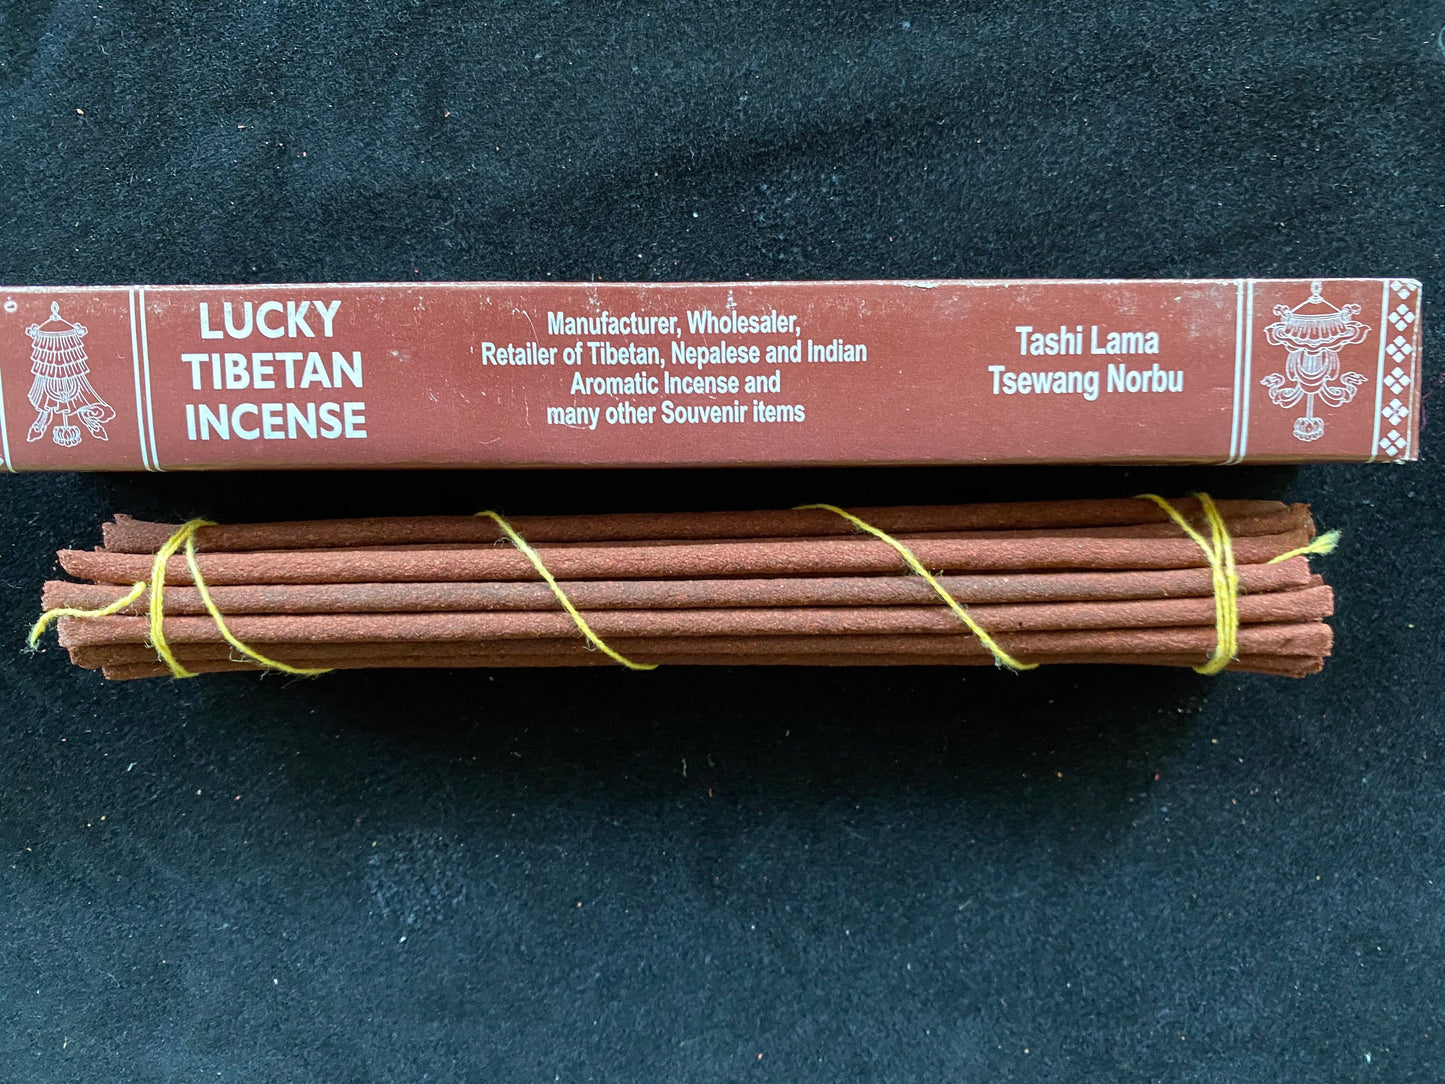 LUCKY
TIBETAN
INCENSE
Manufacturer, Wholesaler,
Retailer of Tibetan, Nepalese and Indian
Aromatic Incense and
many other Souvenir items
Tashi Lama
Tsewang Norbu